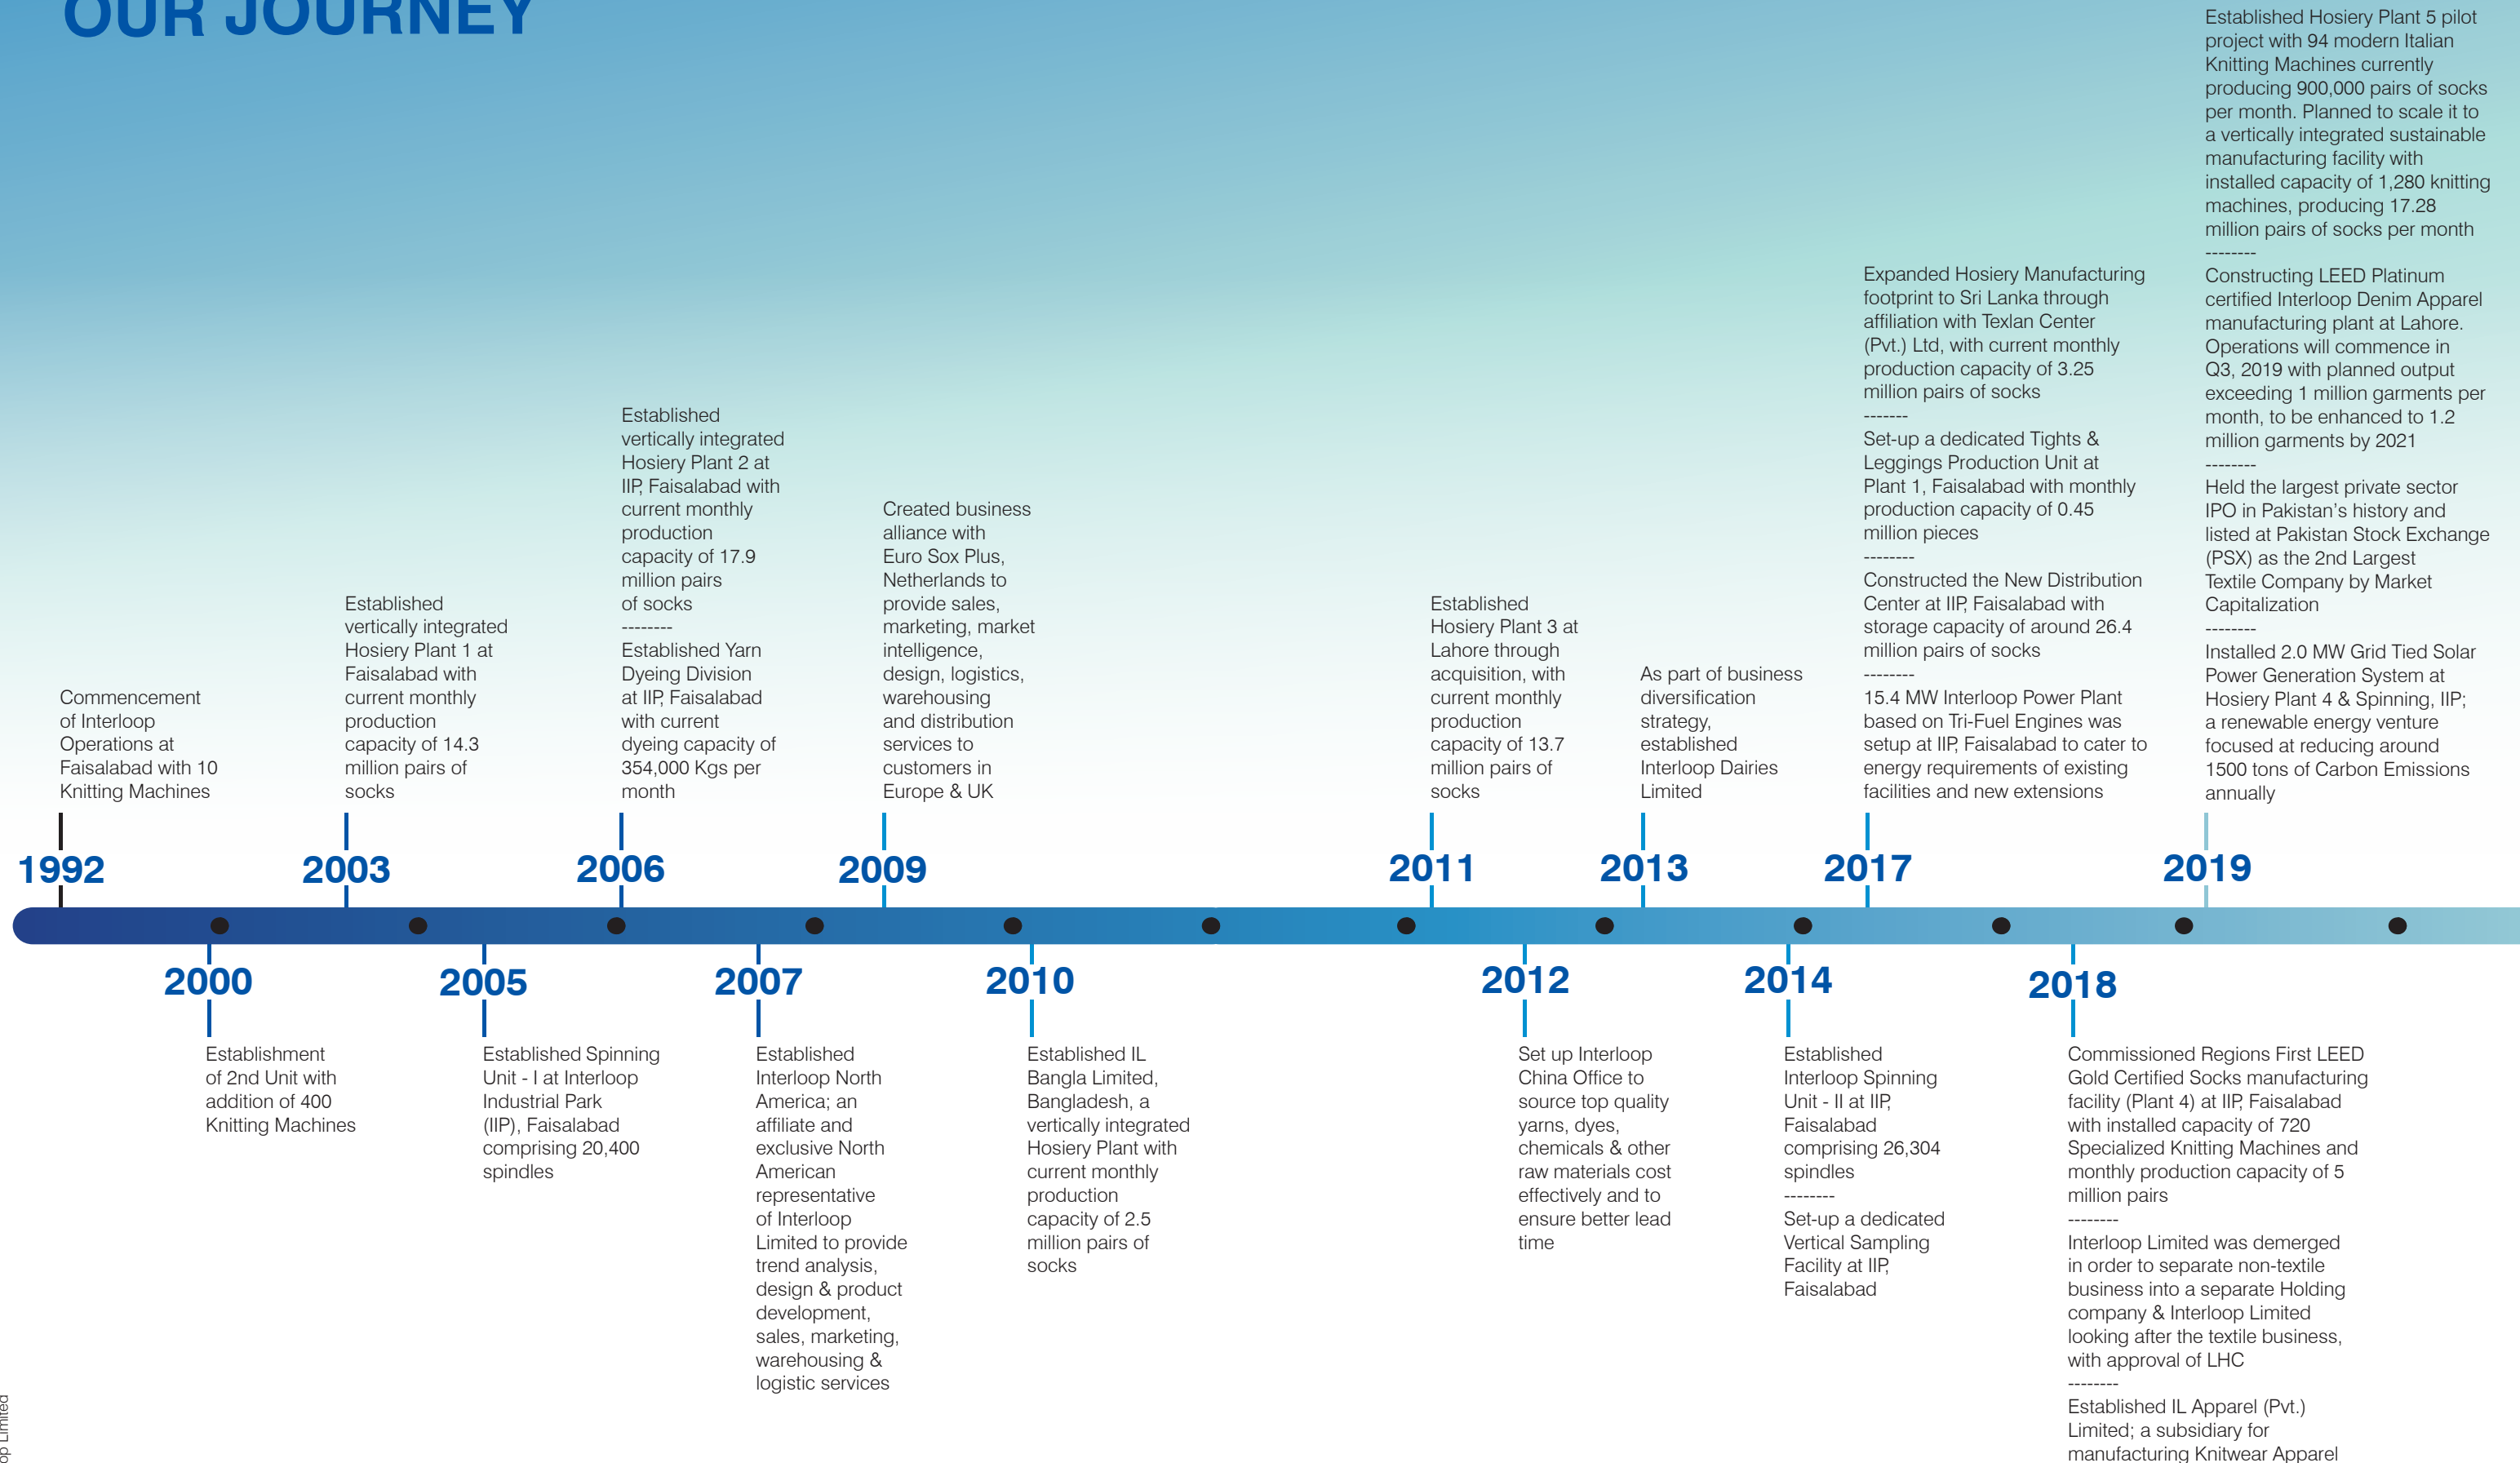 OUR JOURNEY
Commencement
of Interloop
Operations at
Faisalabad with 10
Knitting Machines
1992
Established
vertically integrated
Hosiery Plant 1 at
Faisalabad with
current monthly
production
capacity of 14.3
million pairs of
socks
2003
Established
vertically integrated
Hosiery Plant 2 at
IIP, Faisalabad with
current monthly
production
capacity of 17.9
million pairs
of socks
--------
Established Yarn
Dyeing Division
at IIP, Faisalabad
with current
dyeing capacity of
354,000 Kgs per
month
2006
Created business
alliance with
Euro Sox Plus,
Netherlands to
provide sales,
marketing, market
intelligence,
design, logistics,
warehousing
and distribution
services to
customers in
Europe & UK
2009
Established
Hosiery Plant 3 at
Lahore through
acquisition, with
current monthly
production
capacity of 13.7
million pairs of
socks
2011
As part of business
diversification
strategy,
established
Interloop Dairies
Limited
2013
Expanded Hosiery Manufacturing
footprint to Sri Lanka through
affiliation with Texlan Center
(Pvt.) Ltd, with current monthly
production capacity of 3.25
million pairs of socks
-------
Set-up a dedicated Tights &
Leggings Production Unit at
Plant 1, Faisalabad with monthly
production capacity of 0.45
million pieces
--------
Constructed the New Distribution
Center at IIP, Faisalabad with
storage capacity of around 26.4
million pairs of socks
--------
15.4 MW Interloop Power Plant
based on Tri-Fuel Engines was
setup at IIP, Faisalabad to cater to
energy requirements of existing
facilities and new extensions
2017
Established Hosiery Plant 5 pilot
project with 94 modern Italian
Knitting Machines currently
producing 900,000 pairs of socks
per month. Planned to scale it to
a vertically integrated sustainable
manufacturing facility with
installed capacity of 1,280 knitting
machines, producing 17.28
million pairs of socks per month
--------
Constructing LEED Platinum
certified Interloop Denim Apparel
manufacturing plant at Lahore.
Operations will commence in
Q3, 2019 with planned output
exceeding 1 million garments per
month, to be enhanced to 1.2
million garments by 2021
--------
Held the largest private sector
IPO in Pakistan's history and
listed at Pakistan Stock Exchange
(PSX) as the 2nd Largest
Textile Company by Market
Capitalization
--------
Installed 2.0 MW Grid Tied Solar
Power Generation System at
Hosiery Plant 4 & Spinning, IIP;
a renewable energy venture
focused at reducing around
1500 tons of Carbon Emissions
annually
2019
2000
Establishment
of 2nd Unit with
addition of 400
Knitting Machines
2005
Established Spinning
Unit - I at Interloop
Industrial Park
(IIP), Faisalabad
comprising 20,400
spindles
2007
Established
Interloop North
America; an
affiliate and
exclusive North
American
representative
of Interloop
Limited to provide
trend analysis,
design & product
development,
sales, marketing,
warehousing &
logistic services
2010
Established IL
Bangla Limited,
Bangladesh, a
vertically integrated
Hosiery Plant with
current monthly
production
capacity of 2.5
million pairs of
socks
2012
Set up Interloop
China Office to
source top quality
yarns, dyes,
chemicals & other
raw materials cost
effectively and to
ensure better lead
time
2014
Established
Interloop Spinning
Unit - II at IIP,
Faisalabad
comprising 26,304
spindles
--------
Set-up a dedicated
Vertical Sampling
Facility at IIP,
Faisalabad
2018
Commissioned Regions First LEED
Gold Certified Socks manufacturing
facility (Plant 4) at IIP, Faisalabad
with installed capacity of 720
Specialized Knitting Machines and
monthly production capacity of 5
million pairs
--------
Interloop Limited was demerged
in order to separate non-textile
business into a separate Holding
company & Interloop Limited
looking after the textile business,
with approval of LHC
--------
Established IL Apparel (Pvt.)
Limited; a subsidiary for
manufacturing Knitwear Apparel
Limited